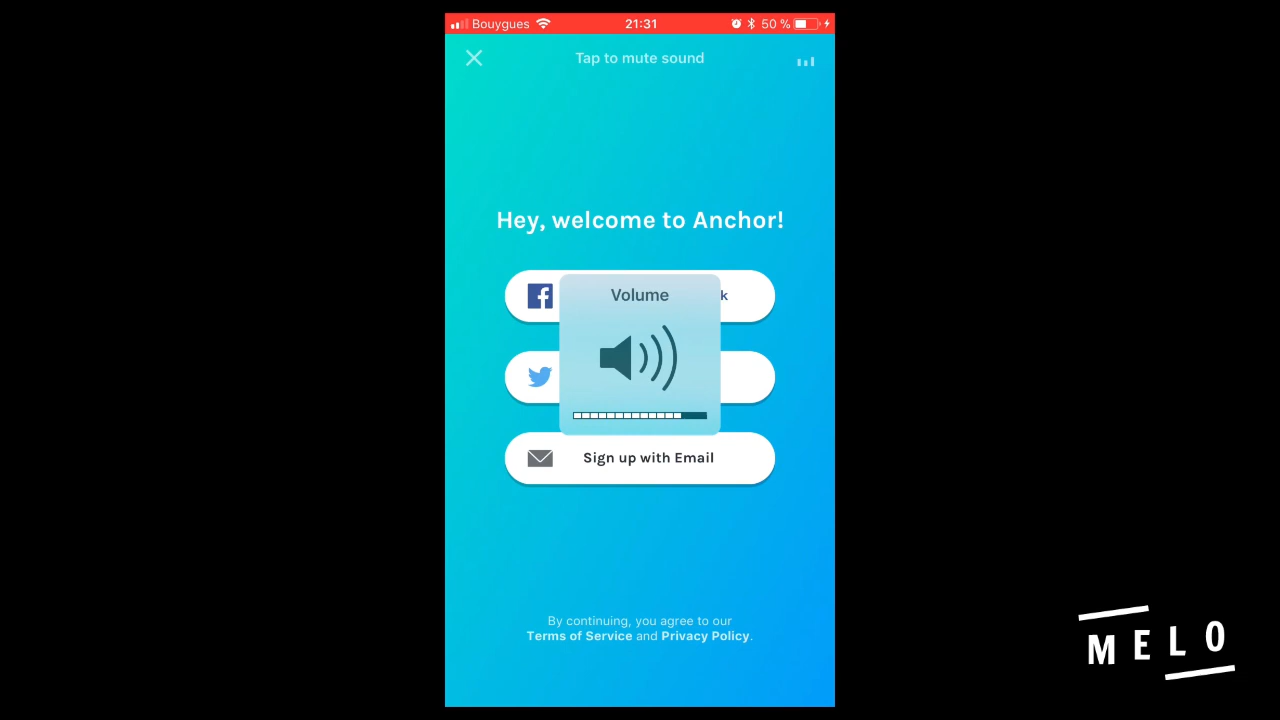 Bouygues 21:31 50 %
Tap to mute sound
Hey, welcome to Anchor!
Volume
k
Sign up with Email
By continuing, you agree to our
Terms of Service and Privacy Policy.
MELO